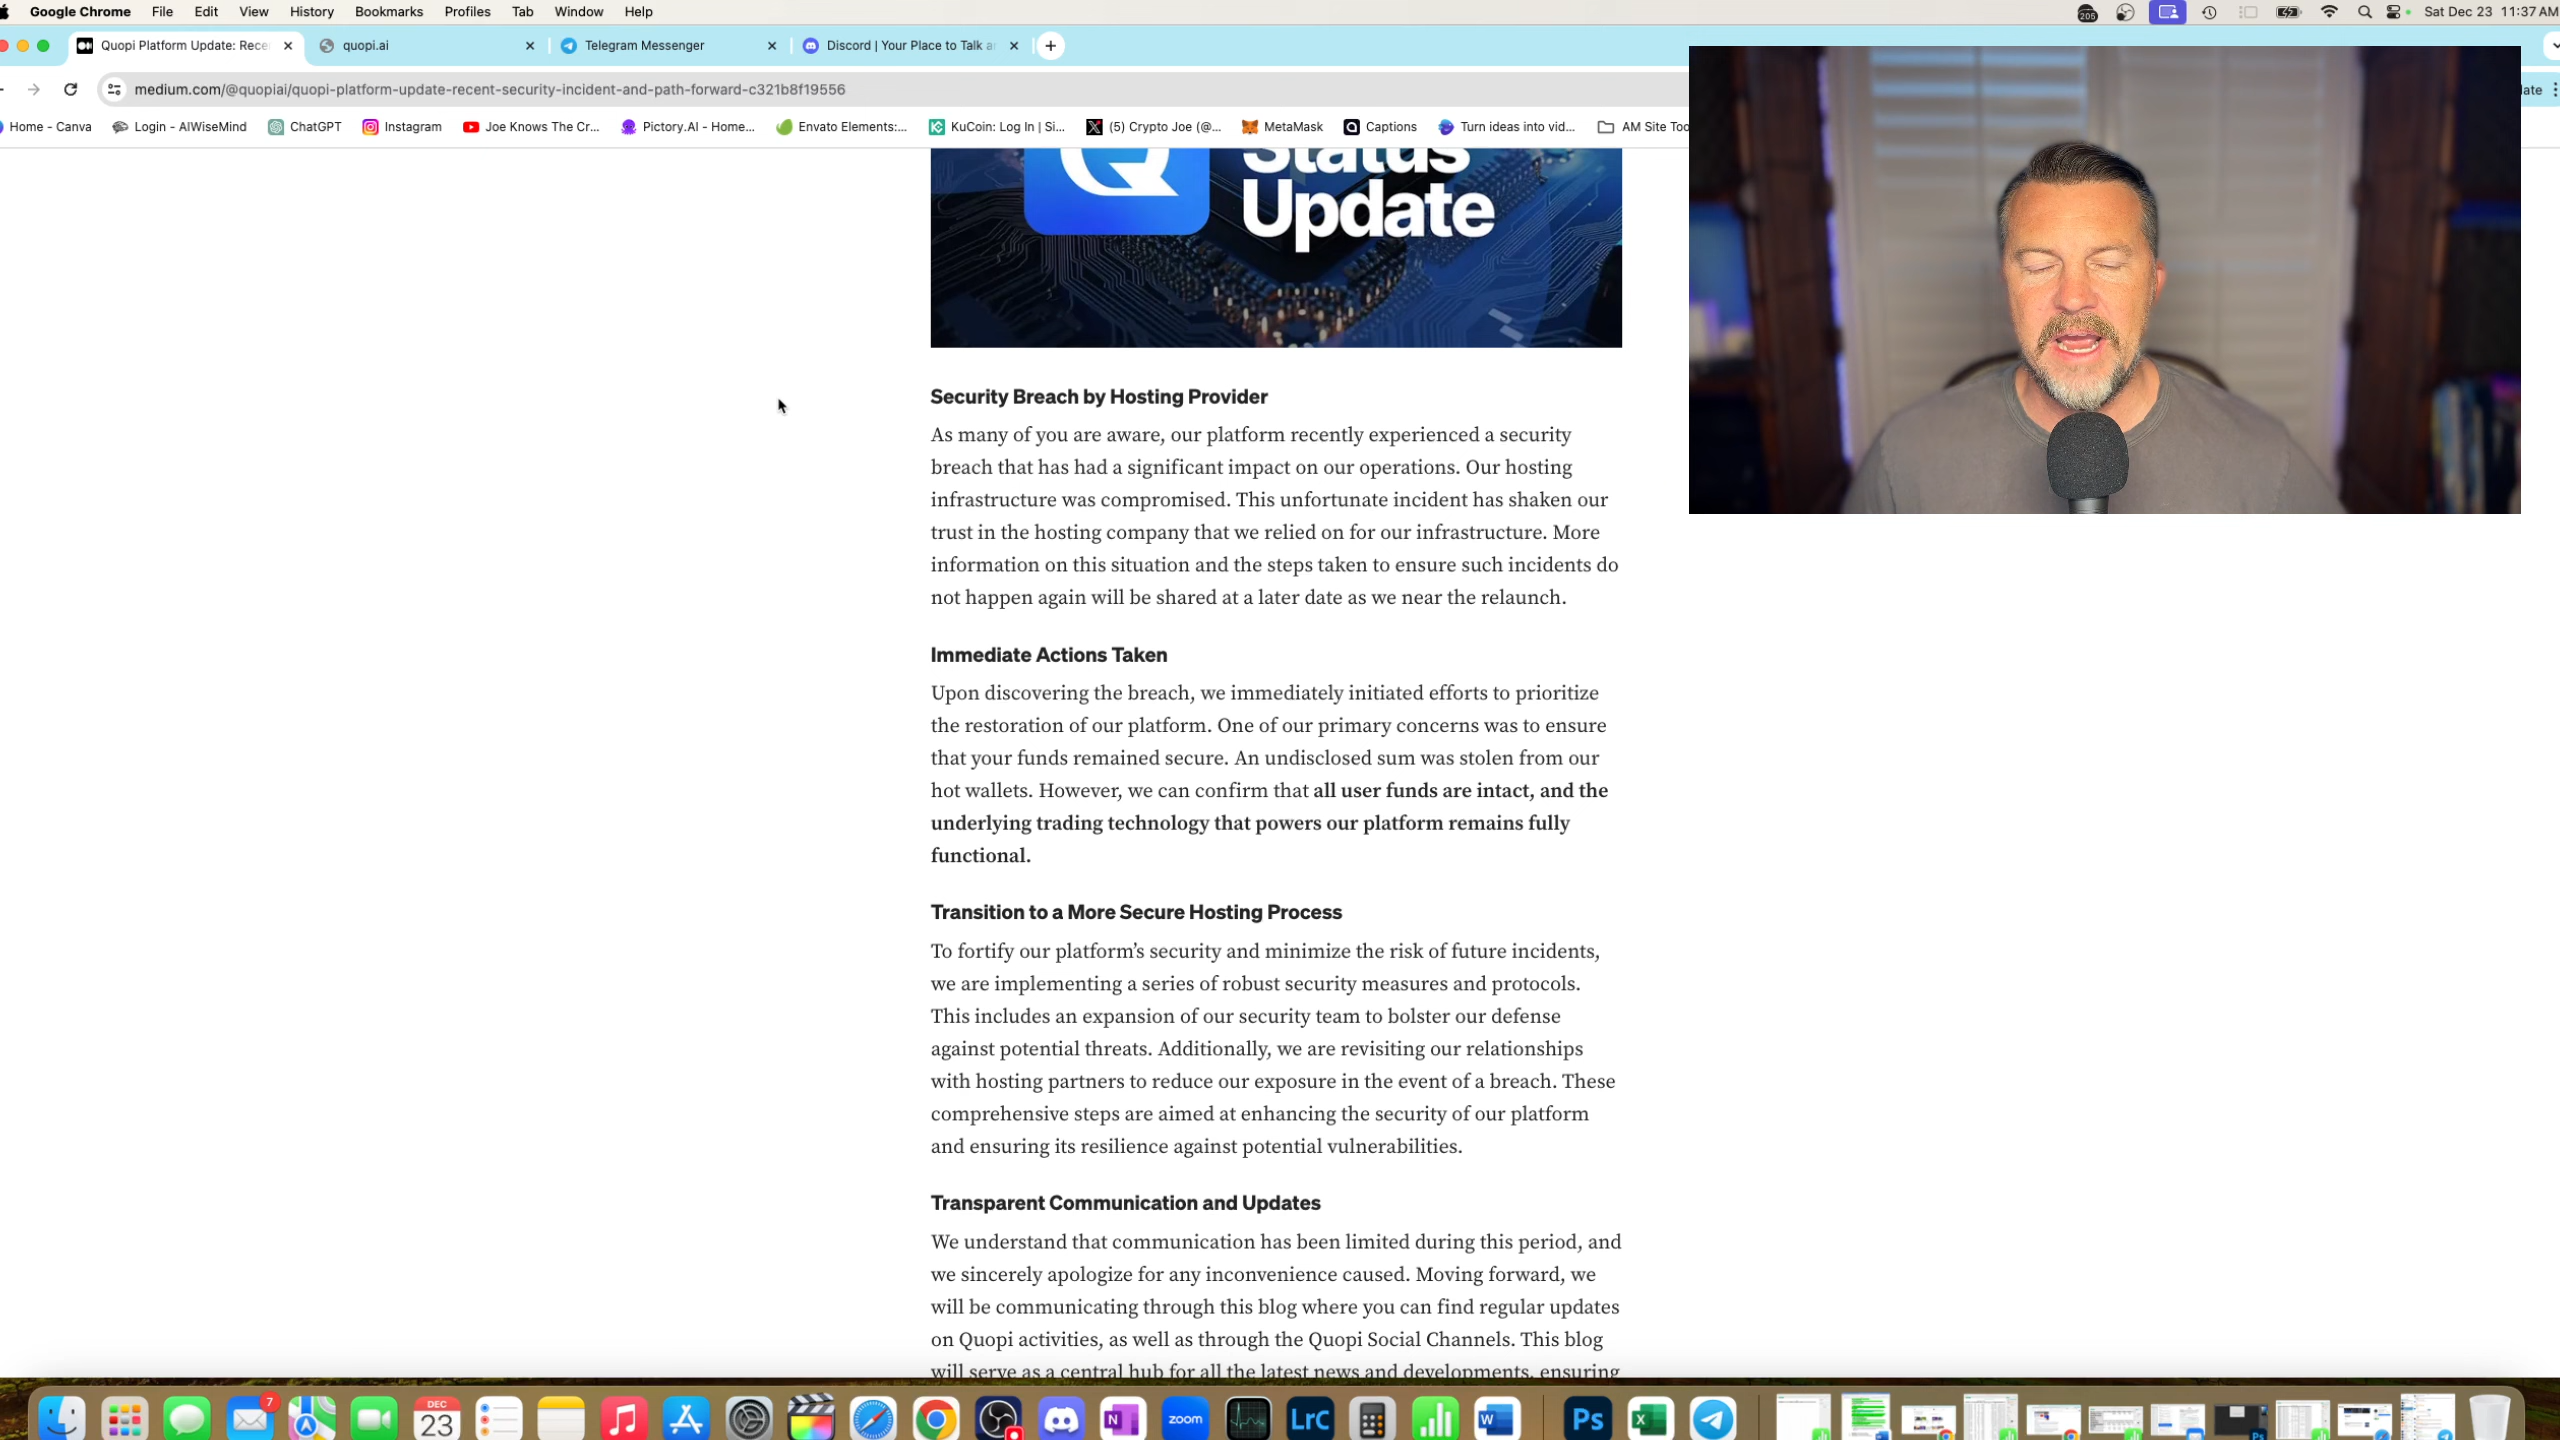 Google Chrome File Edit View History Bookmarks Profiles Tab Window Help
205 Sat Dec 23 11:37 AM
Quopi Platform Update: Rece quopi.ai Telegram Messenger Discord | Your Place to Talk a
medium.com/@quopiai/quopi-platform-update-recent-security-incident-and-path-forward-c321b8f19556
Home - Canva Login - AIWiseMind ChatGPT Instagram Joe Knows The Cr... Pictory.AI - Home... Envato Elements:... KuCoin: Log In | Si... (5) Crypto Joe (@... MetaMask Captions Turn ideas into vid... AM Site Too
Status
Update
Security Breach by Hosting Provider
As many of you are aware, our platform recently experienced a security
breach that has had a significant impact on our operations. Our hosting
infrastructure was compromised. This unfortunate incident has shaken our
trust in the hosting company that we relied on for our infrastructure. More
information on this situation and the steps taken to ensure such incidents do
not happen again will be shared at a later date as we near the relaunch.
Immediate Actions Taken
Upon discovering the breach, we immediately initiated efforts to prioritize
the restoration of our platform. One of our primary concerns was to ensure
that your funds remained secure. An undisclosed sum was stolen from our
hot wallets. However, we can confirm that all user funds are intact, and the
underlying trading technology that powers our platform remains fully
functional.
Transition to a More Secure Hosting Process
To fortify our platform’s security and minimize the risk of future incidents,
we are implementing a series of robust security measures and protocols.
This includes an expansion of our security team to bolster our defense
against potential threats. Additionally, we are revisiting our relationships
with hosting partners to reduce our exposure in the event of a breach. These
comprehensive steps are aimed at enhancing the security of our platform
and ensuring its resilience against potential vulnerabilities.
Transparent Communication and Updates
We understand that communication has been limited during this period, and
we sincerely apologize for any inconvenience caused. Moving forward, we
will be communicating through this blog where you can find regular updates
on Quopi activities, as well as through the Quopi Social Channels. This blog
will serve as a central hub for all the latest news and developments, ensuring
7 DEC 23 N zoom LrC W Ps X